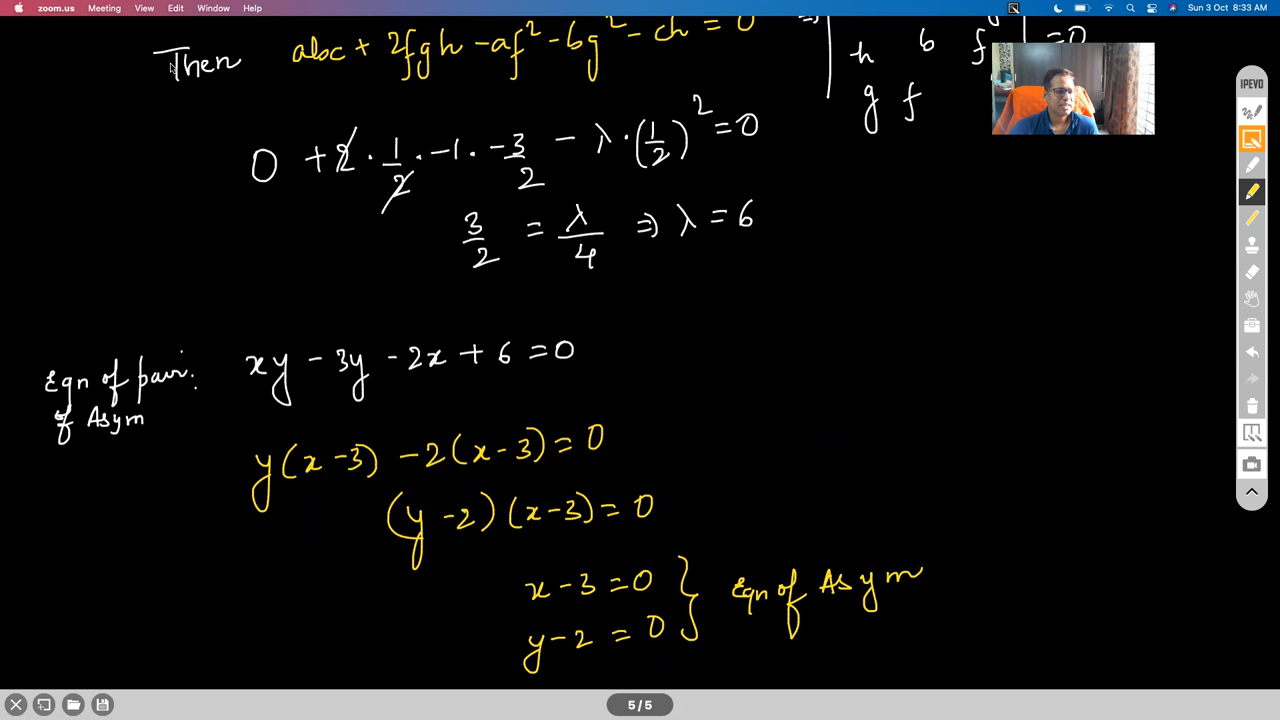 zoom.us Meeting View Edit Window Help Sun 3 Oct 8:33 AM
Then abc + 2fgh - af² - bg² - ch = 0 ⇒
h b f = 0
g f
0 + 2 · 1/2 · -1 · -3/2 - λ · (1/2)² = 0
3/2 = λ/4 ⇒ λ = 6
Eqn of pair: xy - 3y - 2x + 6 = 0
of Asym
y(x - 3) - 2(x - 3) = 0
(y - 2)(x - 3) = 0
x - 3 = 0 } Eqn of Asym
y - 2 = 0
IPEVO
5/5